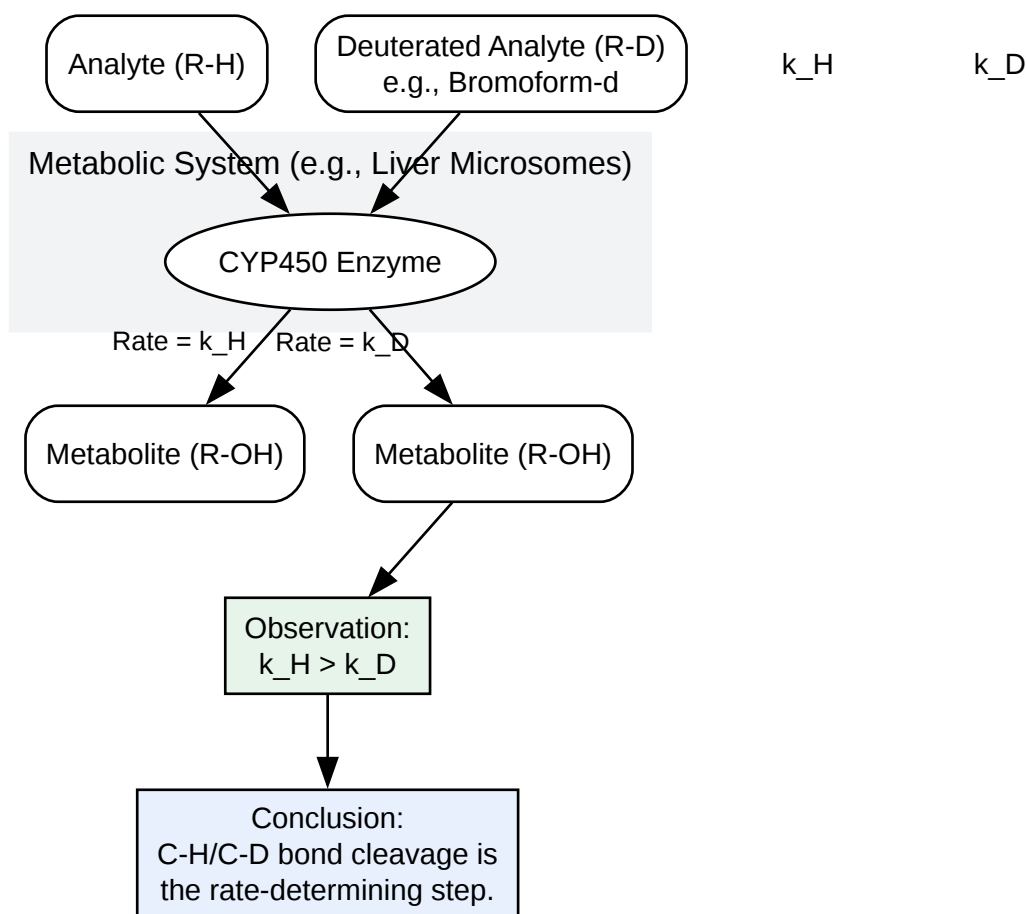 Analyte (R-H)
Deuterated Analyte (R-D)
e.g., Bromoform-d
k_H
k_D
Metabolic System (e.g., Liver Microsomes)
CYP450 Enzyme
Rate = k_H
Rate = k_D
Metabolite (R-OH)
Metabolite (R-OH)
Observation:
k_H > k_D
Conclusion:
C-H/C-D bond cleavage is
the rate-determining step.